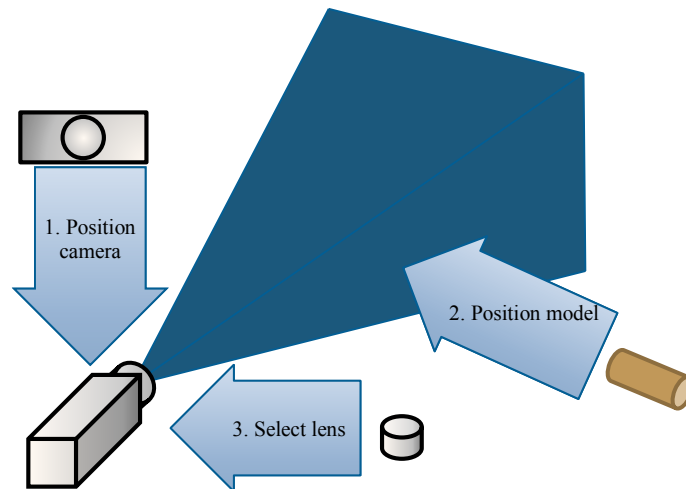 1. Position
camera
2. Position model
3. Select lens